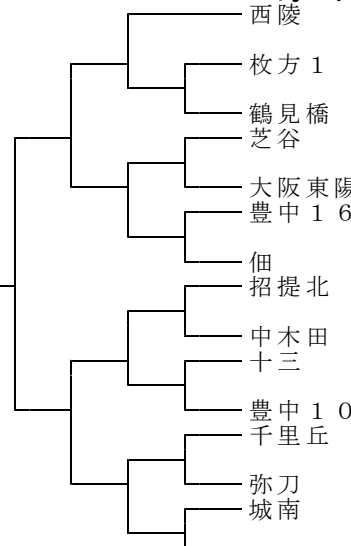 西陵
枚方１
鶴見橋
芝谷
大阪東陽
豊中１６
佃
招提北
中木田
十三
豊中１０
千里丘
弥刀
城南